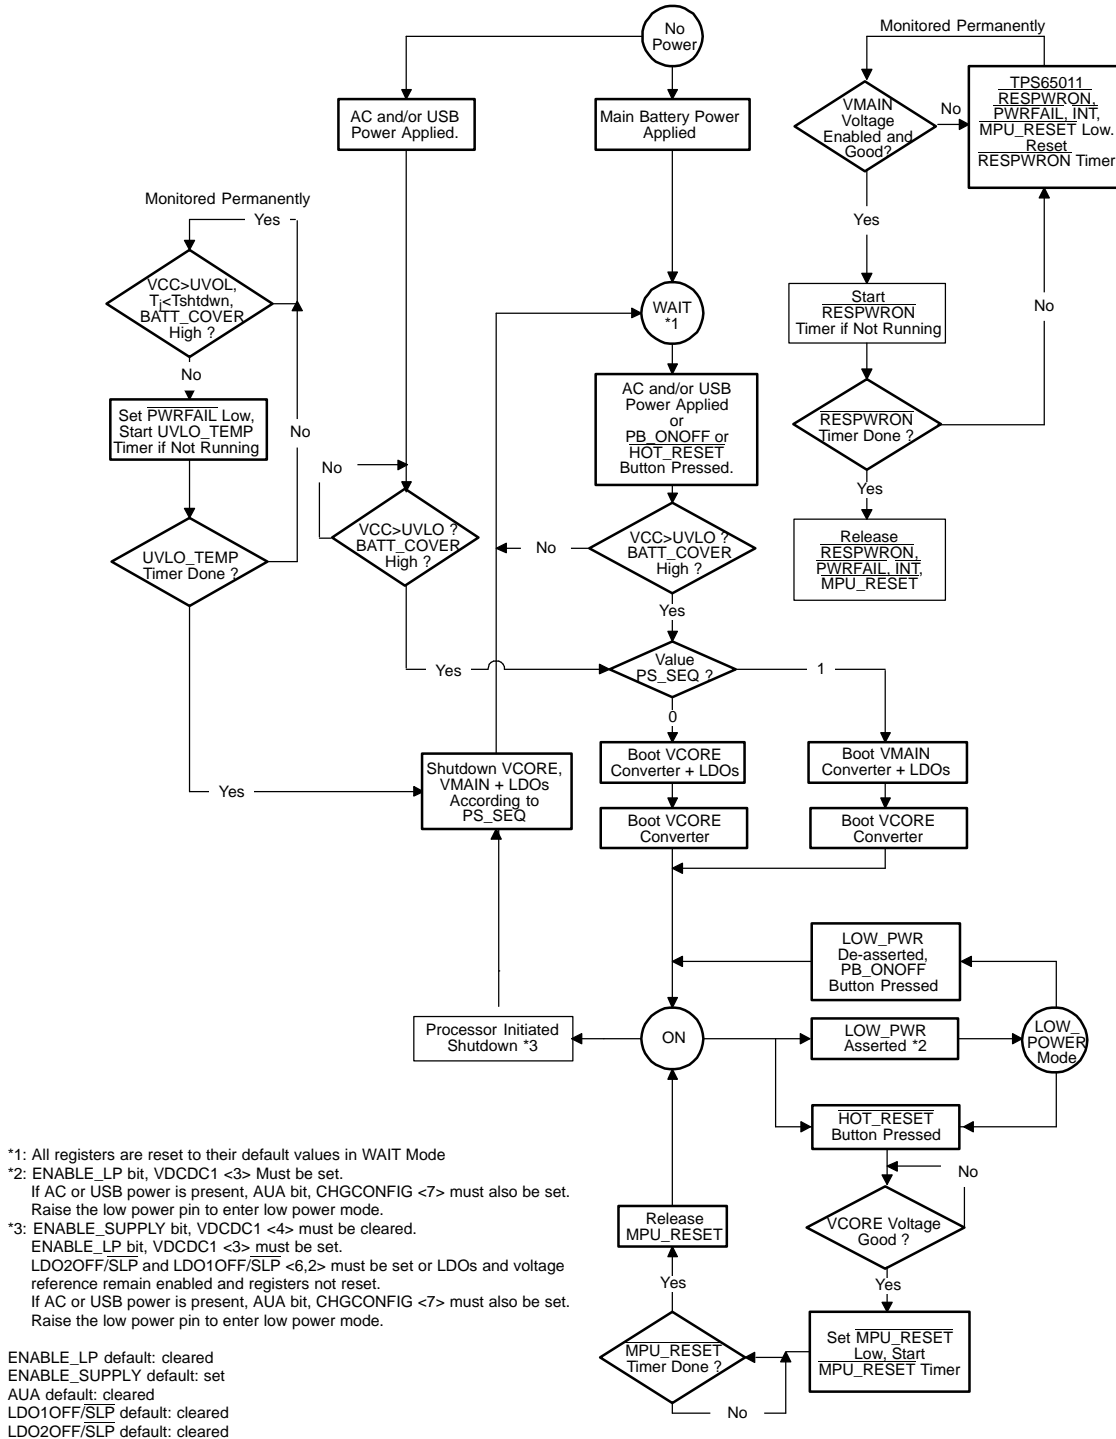 No
Power
AC and/or USB
Power Applied.
Main Battery Power
Applied
Monitored Permanently
VMAIN
Voltage
Enabled and
Good?
No
TPS65011
RESPWRON,
PWRFAIL, INT,
MPU_RESET Low.
Reset
RESPWRON Timer
Yes
Start
RESPWRON
Timer if Not Running
No
RESPWRON
Timer Done ?
Yes
Release
RESPWRON,
PWRFAIL, INT,
MPU_RESET
Monitored Permanently
Yes
VCC>UVOL,
Tj<Tshtdwn,
BATT_COVER
High ?
No
Set PWRFAIL Low,
Start UVLO_TEMP
Timer if Not Running
No
UVLO_TEMP
Timer Done ?
Yes
No
VCC>UVLO ?
BATT_COVER
High ?
Yes
WAIT
*1
AC and/or USB
Power Applied
or
PB_ONOFF or
HOT_RESET
Button Pressed.
No
VCC>UVLO ?
BATT_COVER
High ?
Yes
Value
PS_SEQ ?
1
0
Shutdown VCORE,
VMAIN + LDOs
According to
PS_SEQ
Boot VCORE
Converter + LDOs
Boot VMAIN
Converter + LDOs
Boot VCORE
Converter
Boot VCORE
Converter
LOW_PWR
De-asserted,
PB_ONOFF
Button Pressed
Processor Initiated
Shutdown *3
ON
LOW_PWR
Asserted *2
LOW_
POWER
Mode
HOT_RESET
Button Pressed
No
VCORE Voltage
Good ?
Yes
Release
MPU_RESET
Yes
MPU_RESET
Timer Done ?
No
Set MPU_RESET
Low, Start
MPU_RESET Timer
*1: All registers are reset to their default values in WAIT Mode
*2: ENABLE_LP bit, VDCDC1 <3> Must be set.
If AC or USB power is present, AUA bit, CHGCONFIG <7> must also be set.
Raise the low power pin to enter low power mode.
*3: ENABLE_SUPPLY bit, VDCDC1 <4> must be cleared.
ENABLE_LP bit, VDCDC1 <3> must be set.
LDO2OFF/SLP and LDO1OFF/SLP <6,2> must be set or LDOs and voltage
reference remain enabled and registers not reset.
If AC or USB power is present, AUA bit, CHGCONFIG <7> must also be set.
Raise the low power pin to enter low power mode.
ENABLE_LP default: cleared
ENABLE_SUPPLY default: set
AUA default: cleared
LDO1OFF/SLP default: cleared
LDO2OFF/SLP default: cleared